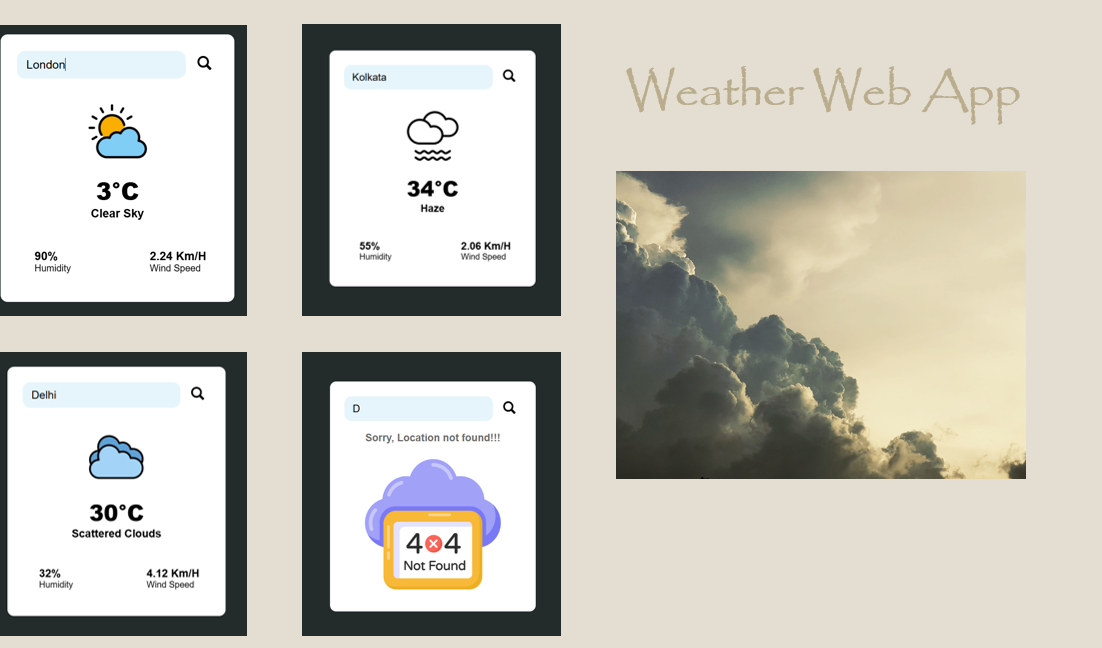 London
3°C
Clear Sky
90%
Humidity
2.24 Km/H
Wind Speed
Kolkata
34°C
Haze
55%
Humidity
2.06 Km/H
Wind Speed
Weather Web App
Delhi
30°C
Scattered Clouds
32%
Humidity
4.12 Km/H
Wind Speed
D
Sorry, Location not found!!!
4 4
Not Found